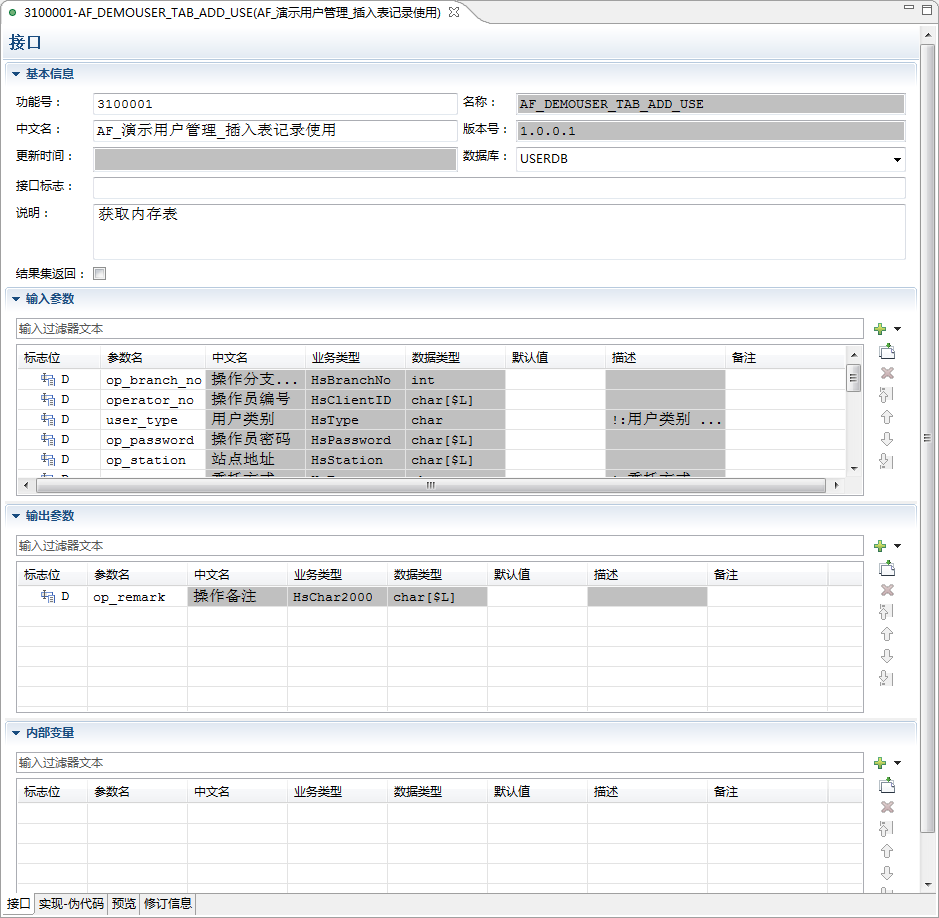 3100001-AF_DEMOUSER_TAB_ADD_USE(AF_演示用户管理_插入表记录使用)
接口
基本信息
功能号： 3100001 名称： AF_DEMOUSER_TAB_ADD_USE
中文名： AF_演示用户管理_插入表记录使用 版本号： 1.0.0.1
更新时间： 数据库： USERDB
接口标志：
说明： 获取内存表
结果集返回：
输入参数
输入过滤器文本
标志位 参数名 中文名 业务类型 数据类型 默认值 描述 备注
D op_branch_no 操作分支... HsBranchNo int
D operator_no 操作员编号 HsClientID char[$L]
D user_type 用户类别 HsType char !:用户类别 ...
D op_password 操作员密码 HsPassword char[$L]
D op_station 站点地址 HsStation char[$L]
输出参数
输入过滤器文本
标志位 参数名 中文名 业务类型 数据类型 默认值 描述 备注
D op_remark 操作备注 HsChar2000 char[$L]
内部变量
输入过滤器文本
标志位 参数名 中文名 业务类型 数据类型 默认值 描述 备注
接口 实现-伪代码 预览 修订信息